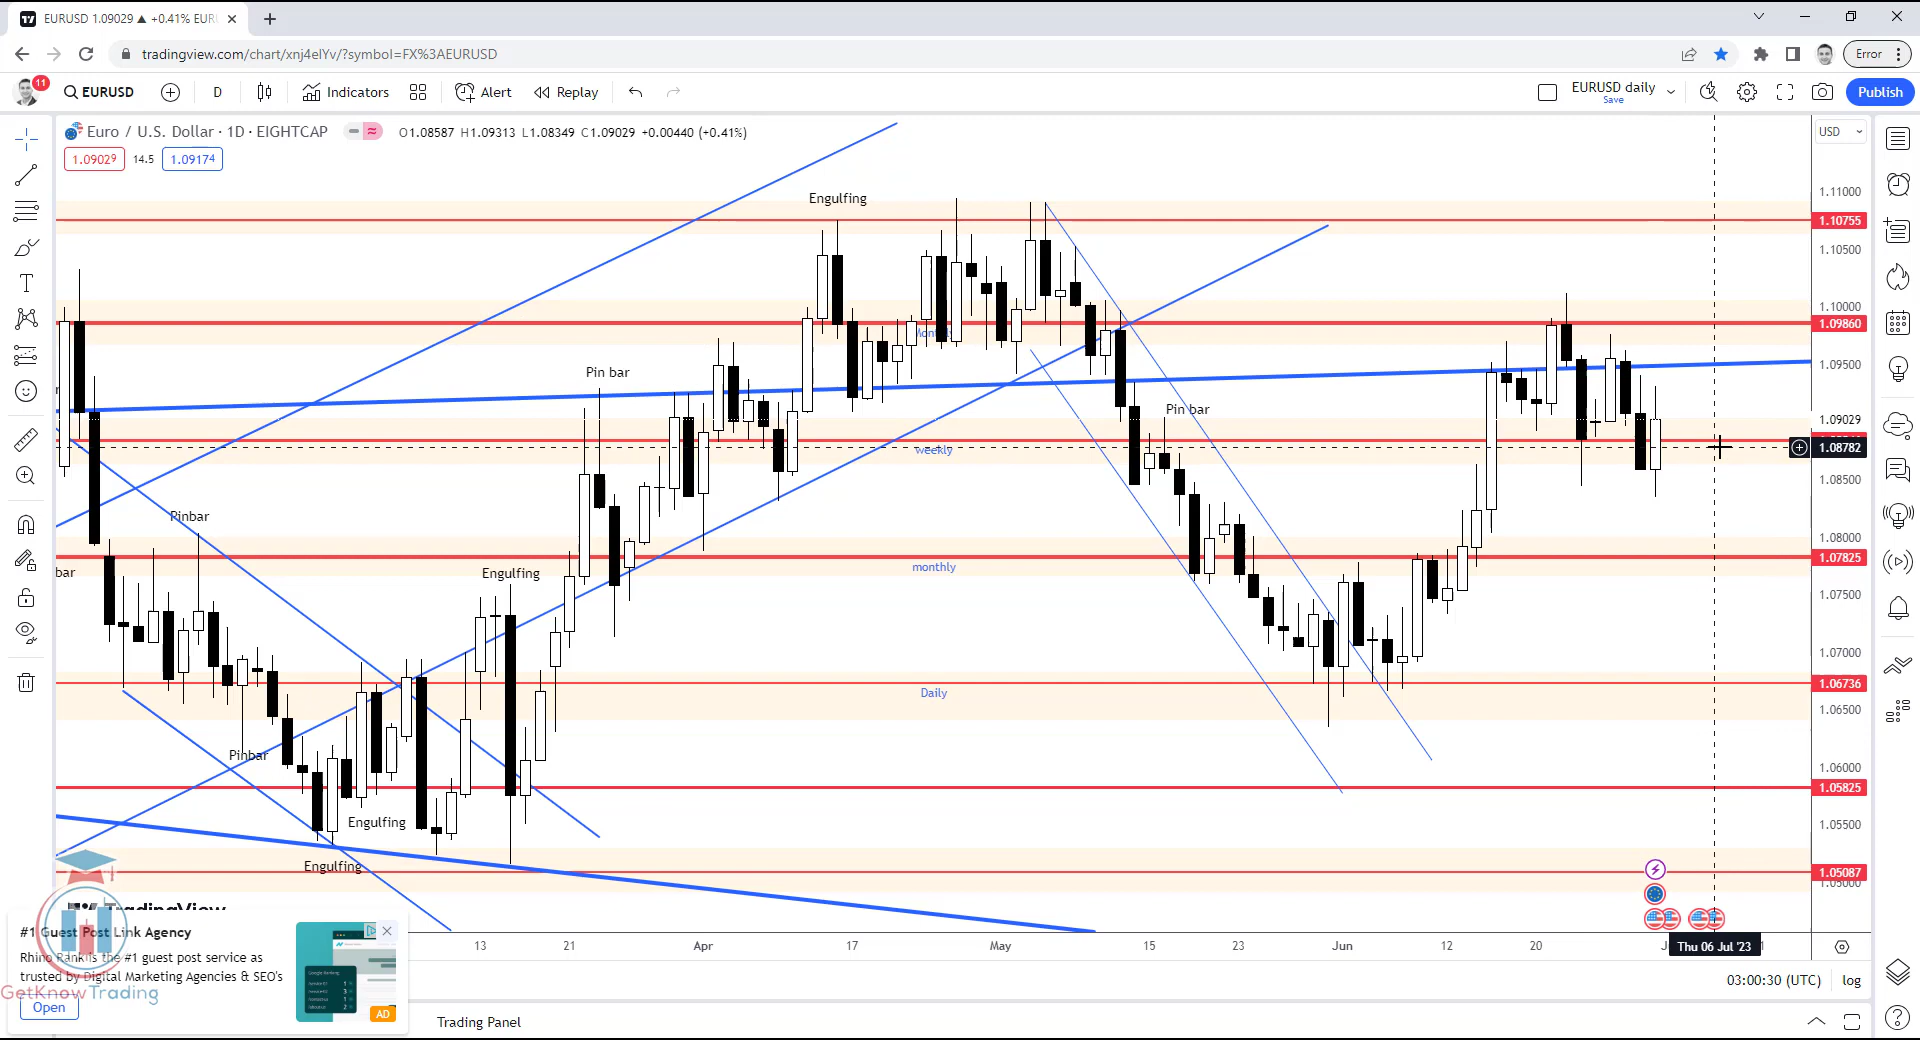 EURUSD 1.09029 ▲ +0.41% EUR
tradingview.com/chart/xnj4elYv/?symbol=FX%3AEURUSD
Error
11
EURUSD
D
Indicators
Alert
Replay
EURUSD daily
Save
Publish
Euro / U.S. Dollar · 1D · EIGHTCAP
O1.08587 H1.09313 L1.08349 C1.09029 +0.00440 (+0.41%)
USD
1.09029
14.5
1.09174
1.11000
Engulfing
1.10755
1.10500
1.10000
1.09860
Monthly
1.09500
Pin bar
Pin bar
1.09029
weekly
1.08782
1.08500
Pinbar
1.08000
1.07825
monthly
bar
Engulfing
1.07500
1.07000
1.06736
Daily
1.06500
Pinbar
1.06000
1.05825
Engulfing
1.05500
Engulfing
1.05087
1.05000
TradingView
#1 Guest Post Link Agency
Rhino Rank is the #1 guest post service as
trusted by Digital Marketing Agencies & SEO's
GetKnowTrading
Open
AD
13
21
Apr
17
May
15
23
Jun
12
20
Thu 06 Jul '23
03:00:30 (UTC)
log
Trading Panel